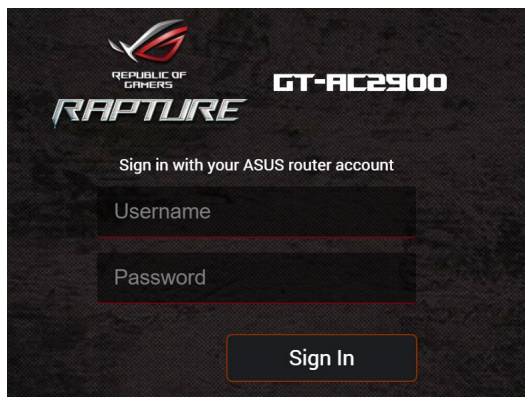 REPUBLIC OF
GAMERS
RAPTURE
GT-AC2900
Sign in with your ASUS router account
Username
Password
Sign In